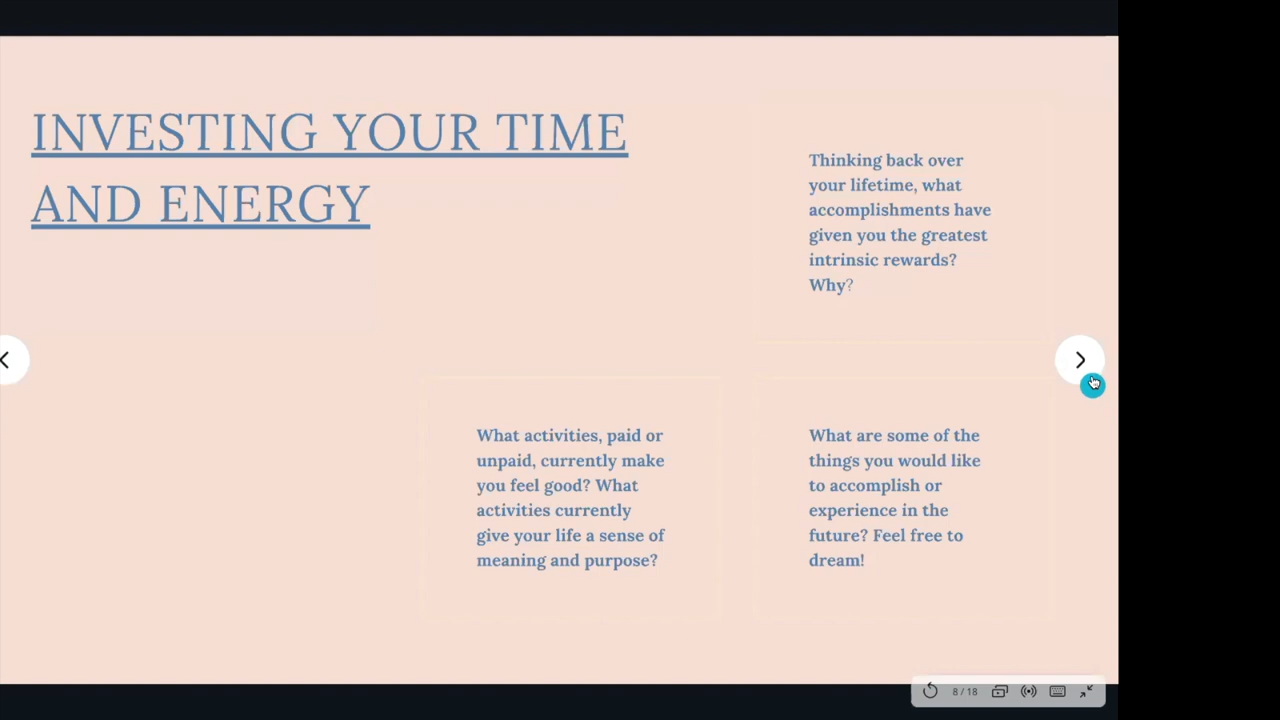 INVESTING YOUR TIME
AND ENERGY
Thinking back over
your lifetime, what
accomplishments have
given you the greatest
intrinsic rewards?
Why?
What activities, paid or
unpaid, currently make
you feel good? What
activities currently
give your life a sense of
meaning and purpose?
What are some of the
things you would like
to accomplish or
experience in the
future? Feel free to
dream!
8 / 18